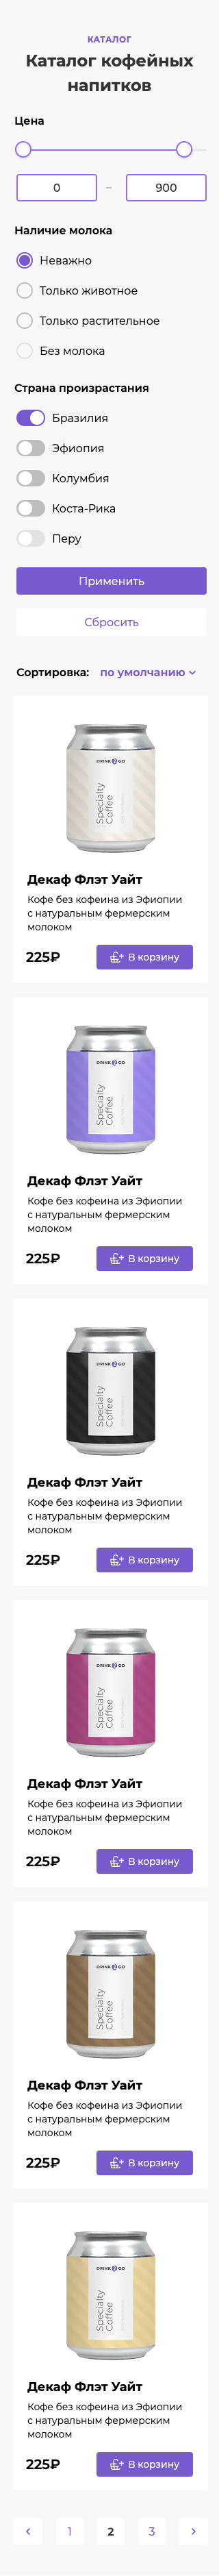 КАТАЛОГ
Каталог кофейных
напитков
Цена
0 – 900
Наличие молока
Неважно
Только животное
Только растительное
Без молока
Страна произрастания
Бразилия
Эфиопия
Колумбия
Коста-Рика
Перу
Применить
Сбросить
Сортировка: по умолчанию
DRINK2GO
Specialty
Coffee
Декаф Флэт Уайт
Кофе без кофеина из Эфиопии
с натуральным фермерским
молоком
225₽ В корзину
DRINK2GO
Specialty
Coffee
Декаф Флэт Уайт
Кофе без кофеина из Эфиопии
с натуральным фермерским
молоком
225₽ В корзину
DRINK2GO
Specialty
Coffee
Декаф Флэт Уайт
Кофе без кофеина из Эфиопии
с натуральным фермерским
молоком
225₽ В корзину
DRINK2GO
Specialty
Coffee
Декаф Флэт Уайт
Кофе без кофеина из Эфиопии
с натуральным фермерским
молоком
225₽ В корзину
DRINK2GO
Specialty
Coffee
Декаф Флэт Уайт
Кофе без кофеина из Эфиопии
с натуральным фермерским
молоком
225₽ В корзину
DRINK2GO
Specialty
Coffee
Декаф Флэт Уайт
Кофе без кофеина из Эфиопии
с натуральным фермерским
молоком
225₽ В корзину
‹ 1 2 3 ›